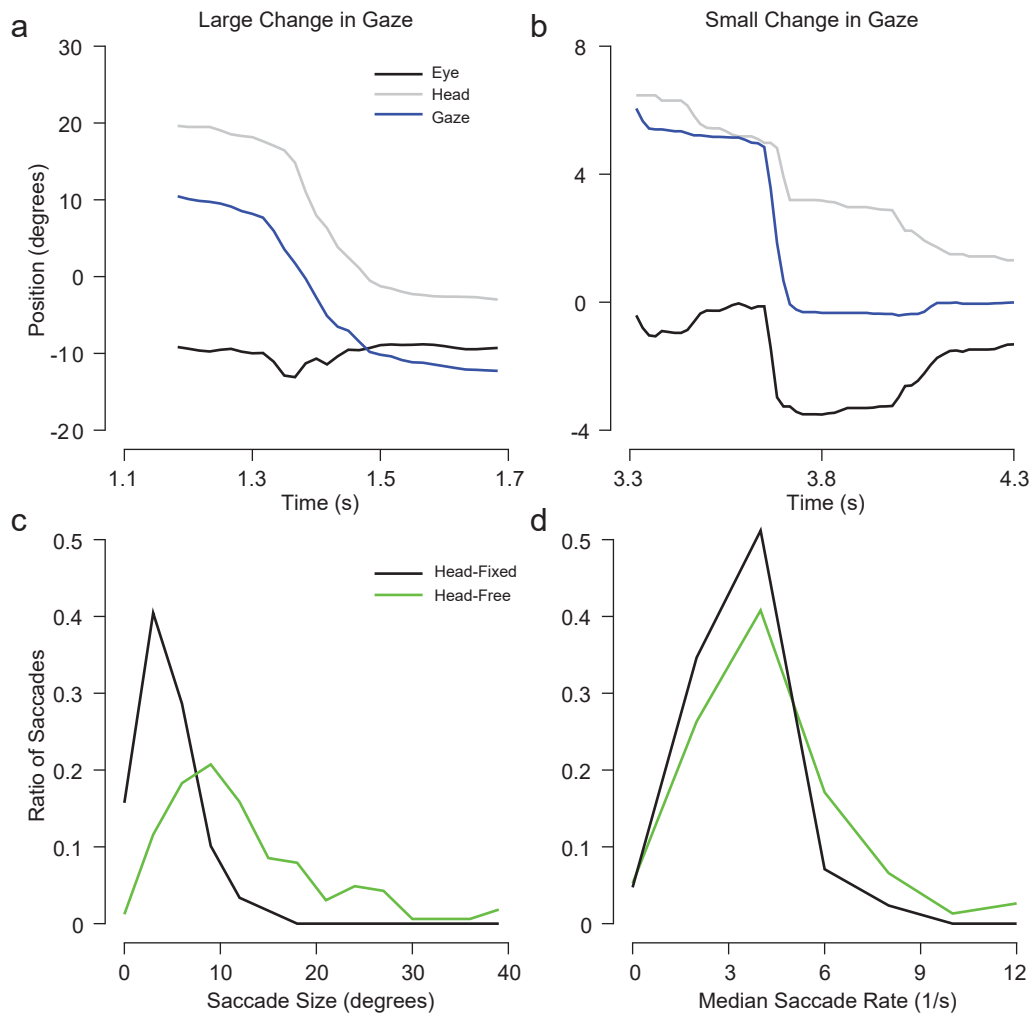 a
Large Change in Gaze
30
20
10
0
-10
-20
Position (degrees)
Eye
Head
Gaze
1.1
1.3
1.5
1.7
Time (s)
b
Small Change in Gaze
8
4
0
-4
3.3
3.8
4.3
Time (s)
c
0.5
0.4
0.3
0.2
0.1
0
Ratio of Saccades
Head-Fixed
Head-Free
0
10
20
30
40
Saccade Size (degrees)
d
0.5
0.4
0.3
0.2
0.1
0
0
3
6
9
12
Median Saccade Rate (1/s)